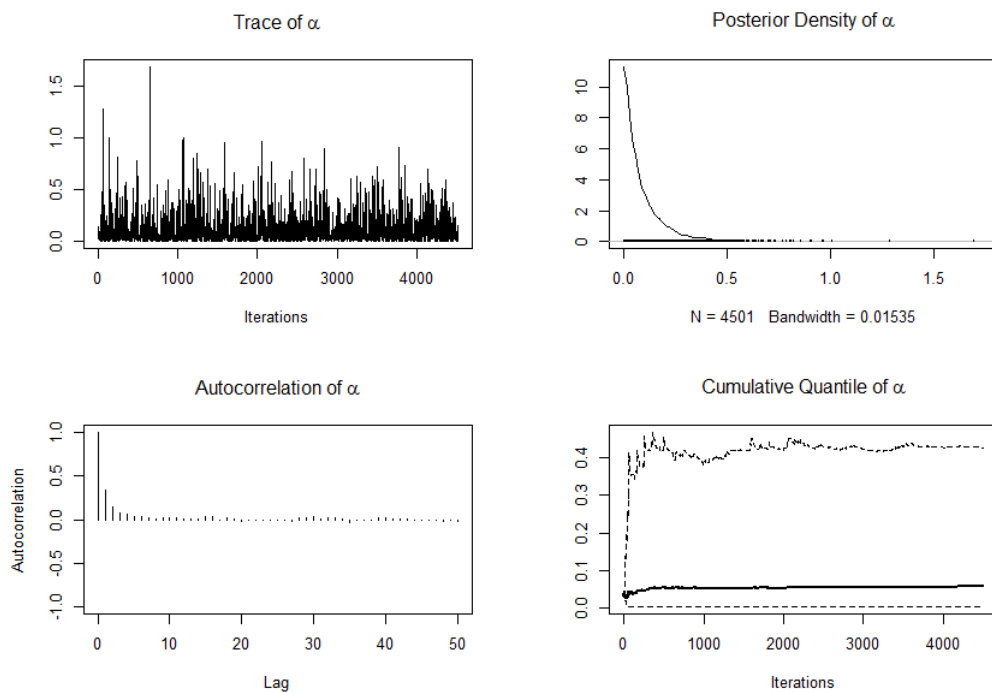 Trace of α
0.0 0.5 1.0 1.5
0 1000 2000 3000 4000
Iterations
Posterior Density of α
0 2 4 6 8 10
0.0 0.5 1.0 1.5
N = 4501 Bandwidth = 0.01535
Autocorrelation of α
Autocorrelation
-1.0 -0.5 0.0 0.5 1.0
0 10 20 30 40 50
Lag
Cumulative Quantile of α
0.0 0.1 0.2 0.3 0.4
0 1000 2000 3000 4000
Iterations